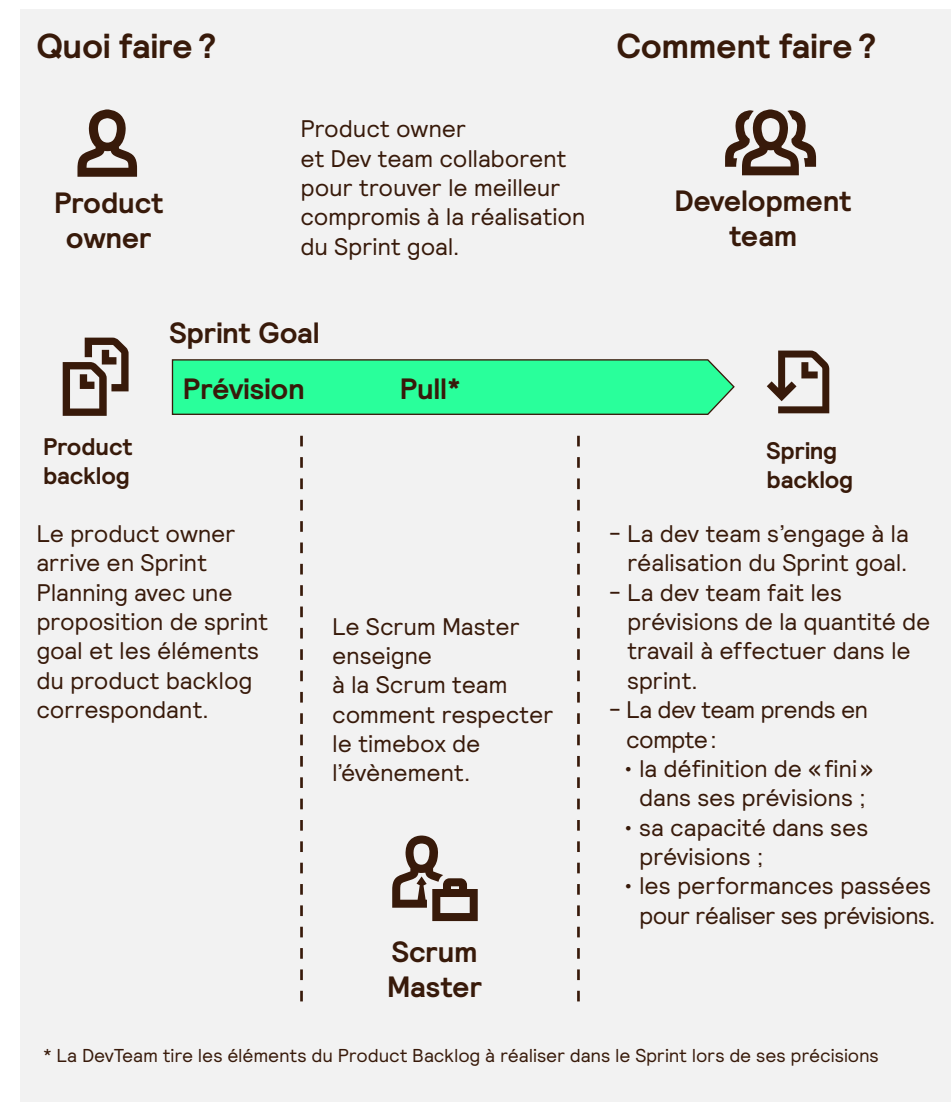 Quoi faire ?
Comment faire ?
Product
owner
Product owner
et Dev team collaborent
pour trouver le meilleur
compromis à la réalisation
du Sprint goal.
Development
team
Sprint Goal
Prévision
Pull*
Product
backlog
Spring
backlog
Le product owner
arrive en Sprint
Planning avec une
proposition de sprint
goal et les éléments
du product backlog
correspondant.
Le Scrum Master
enseigne
à la Scrum team
comment respecter
le timebox de
l'évènement.
Scrum
Master
– La dev team s'engage à la
réalisation du Sprint goal.
– La dev team fait les
prévisions de la quantité de
travail à effectuer dans le
sprint.
– La dev team prends en
compte :
• la définition de «fini»
dans ses prévisions ;
• sa capacité dans ses
prévisions ;
• les performances passées
pour réaliser ses prévisions.
* La DevTeam tire les éléments du Product Backlog à réaliser dans le Sprint lors de ses précisions